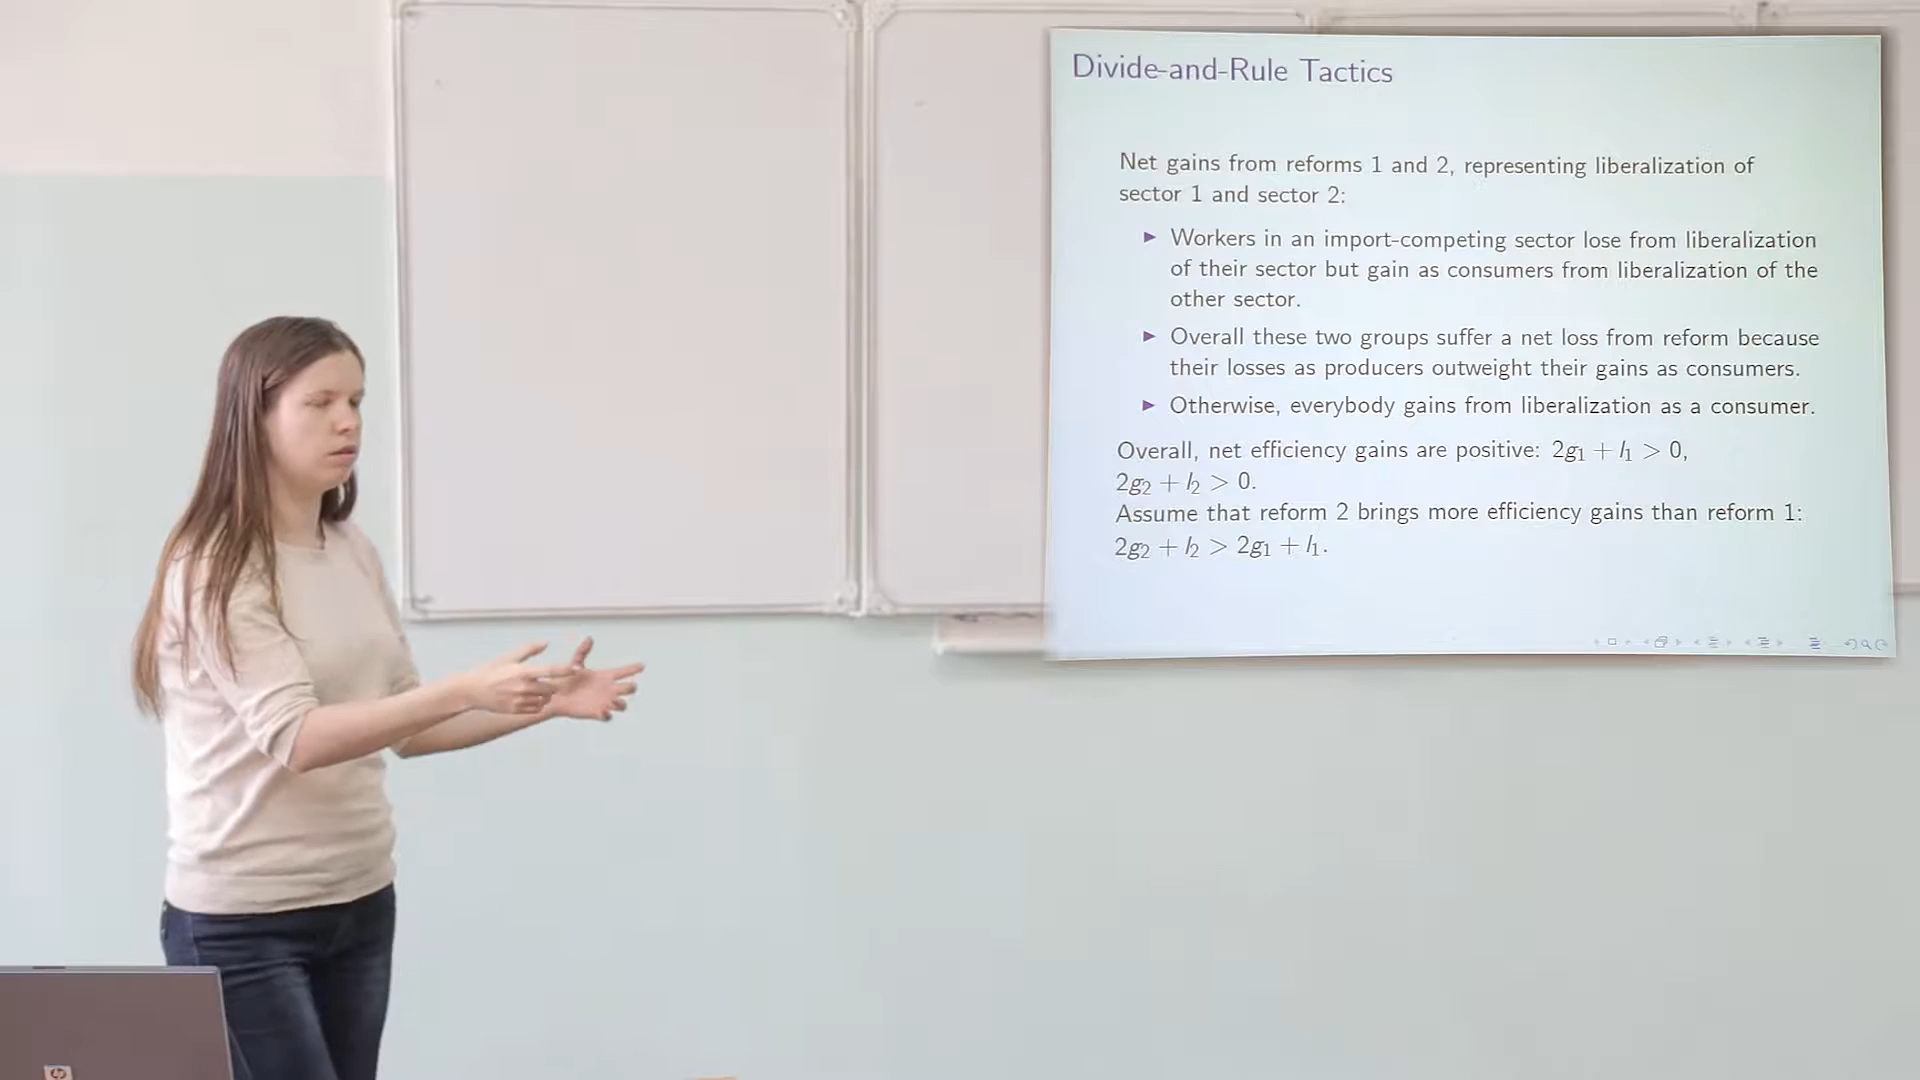 Divide-and-Rule Tactics
Net gains from reforms 1 and 2, representing liberalization of
sector 1 and sector 2:
▶ Workers in an import-competing sector lose from liberalization
of their sector but gain as consumers from liberalization of the
other sector.
▶ Overall these two groups suffer a net loss from reform because
their losses as producers outweight their gains as consumers.
▶ Otherwise, everybody gains from liberalization as a consumer.
Overall, net efficiency gains are positive: 2g₁ + l₁ > 0,
2g₂ + l₂ > 0.
Assume that reform 2 brings more efficiency gains than reform 1:
2g₂ + l₂ > 2g₁ + l₁.
hp